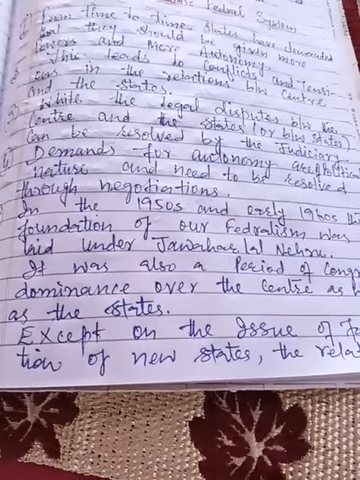 Federal System
From time to time states have demanded
that they should be given more
powers and more Autonomy.
This leads to conflicts and tensi-
ons in the relations b/w Centre
and the states.
While the legal disputes b/w the
Centre and the states (or b/w states)
can be resolved by the Judiciary.
Demands for autonomy are Political
nature and need to be resolved
through negotiations.
In the 1950s and early 1960s the
foundation of our Federalism was
laid under Jawahar lal Nehru.
It was also a Period of Congr
dominance over the centre as
as the states.
Except on the Issue of
tion of new states, the rela